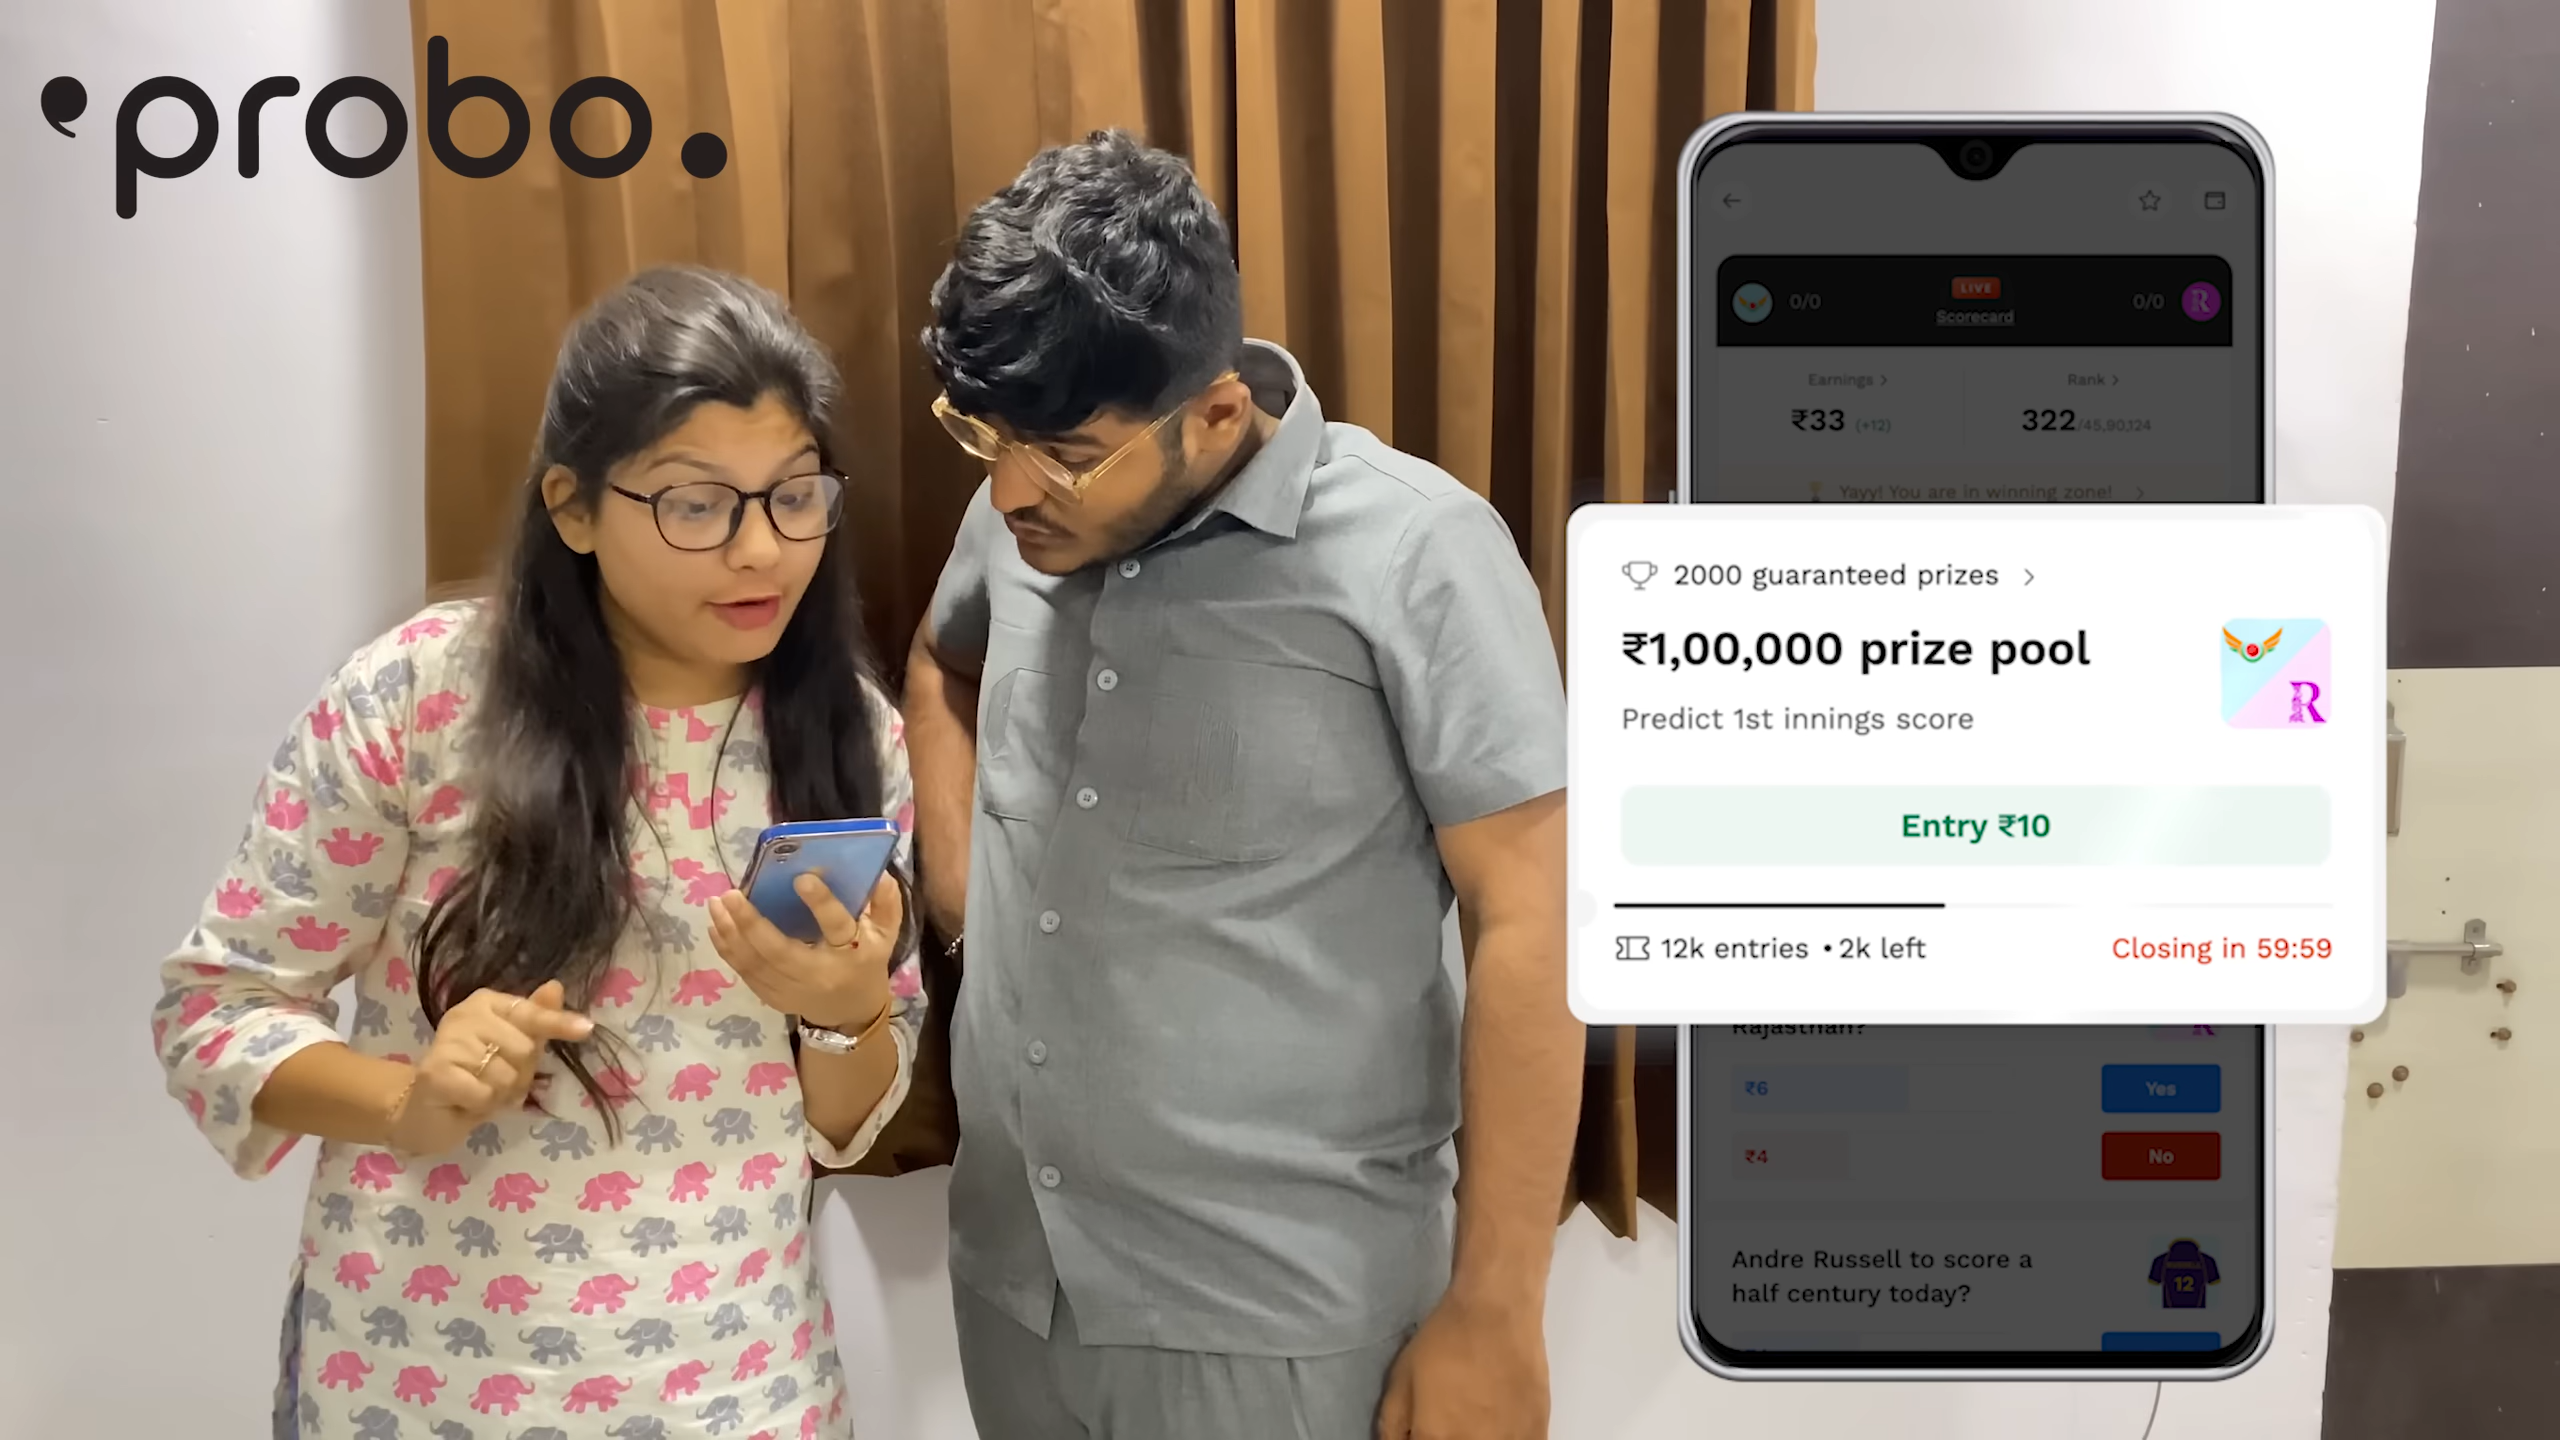 probo.
0/0
LIVE
Scorecard
0/0
R
Earnings >
₹33 (+12)
Rank >
322/45,90,124
Yayy! You are in winning zone! >
2000 guaranteed prizes >
₹1,00,000 prize pool
Predict 1st innings score
R
Entry ₹10
12k entries • 2k left
Closing in 59:59
Rajasthan?
₹6
Yes
₹4
No
Andre Russell to score a
half century today?
RUSSELL
12